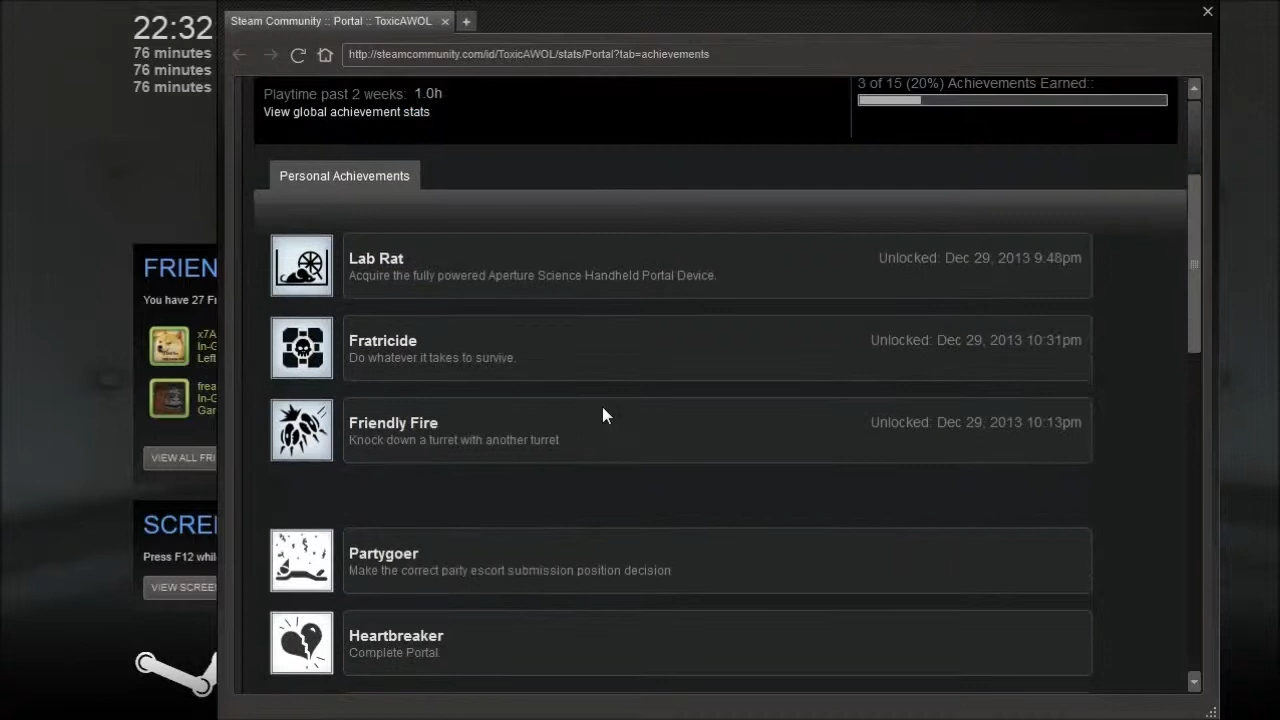 22:32
76 minutes
76 minutes
76 minutes
Steam Community :: Portal :: ToxicAWOL
http://steamcommunity.com/id/ToxicAWOL/stats/Portal?tab=achievements
Playtime past 2 weeks: 1.0h
View global achievement stats
3 of 15 (20%) Achievements Earned::
Personal Achievements
Lab Rat
Unlocked: Dec 29, 2013 9.48pm
Acquire the fully powered Aperture Science Handheld Portal Device.
Fratricide
Unlocked: Dec 29, 2013 10:31pm
Do whatever it takes to survive.
Friendly Fire
Unlocked: Dec 29, 2013 10:13pm
Knock down a turret with another turret
Partygoer
Make the correct party escort submission position decision
Heartbreaker
Complete Portal.
FRIEN
You have 27 Fr
x7A
In-G
Left
frea
In-G
Gar
VIEW ALL FRI
SCREE
Press F12 whil
VIEW SCREE